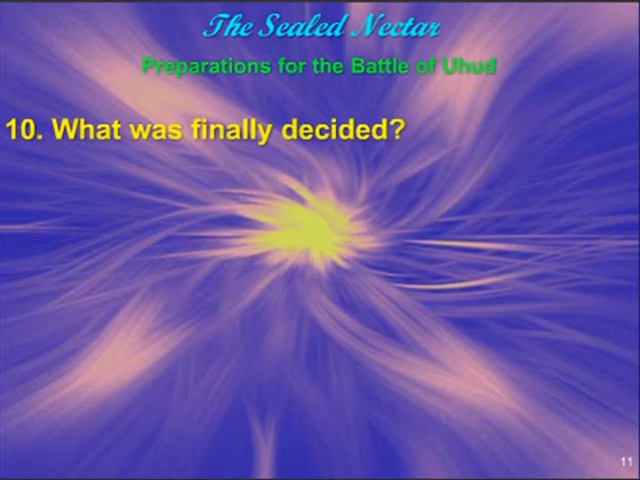 The Sealed Nectar
Preparations for the Battle of Uhud
10. What was finally decided?
11